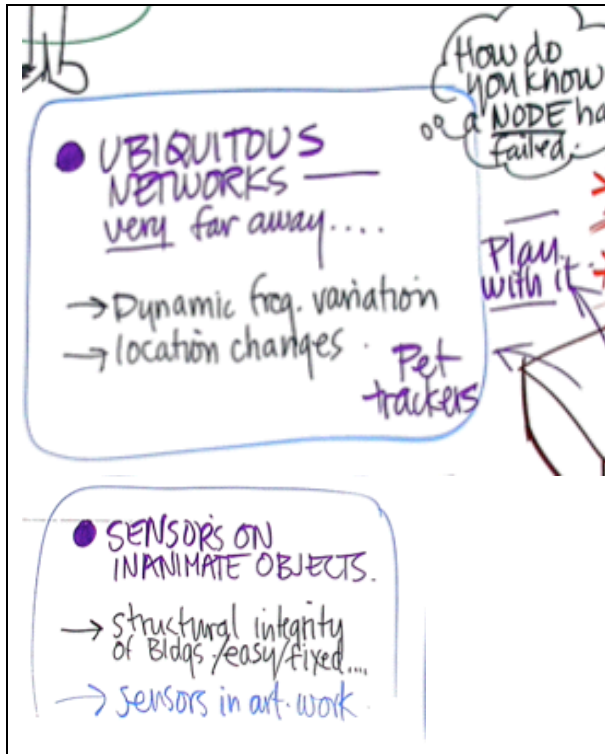 How do
you know
a NODE ha
failed.
● UBIQUITOUS
NETWORKS —
very far away....
→ Dynamic freq. variation
→ location changes.
Pet
trackers
Play
with it.
● SENSORS ON
INANIMATE OBJECTS.
→ structural integrity
of Bldgs./easy/fixed....
→ sensors in art-work.